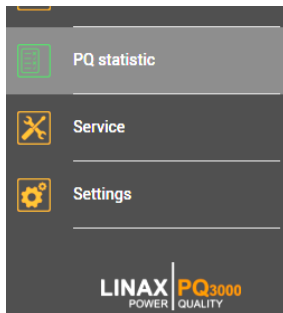 PQ statistic
Service
Settings
LINAX PQ3000
POWER QUALITY